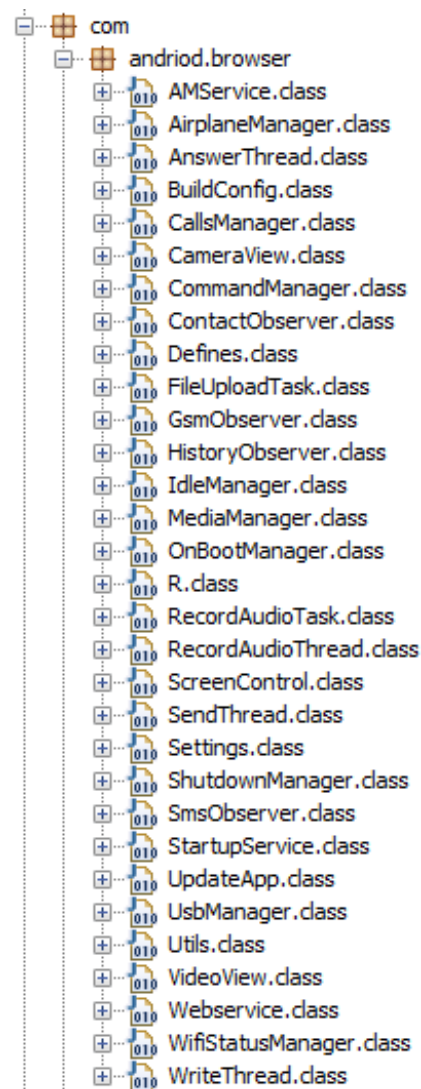 com
andriod.browser
AMService.class
AirplaneManager.class
AnswerThread.class
BuildConfig.class
CallsManager.class
CameraView.class
CommandManager.class
ContactObserver.class
Defines.class
FileUploadTask.class
GsmObserver.class
HistoryObserver.class
IdleManager.class
MediaManager.class
OnBootManager.class
R.class
RecordAudioTask.class
RecordAudioThread.class
ScreenControl.class
SendThread.class
Settings.class
ShutdownManager.class
SmsObserver.class
StartupService.class
UpdateApp.class
UsbManager.class
Utils.class
VideoView.class
Webservice.class
WifiStatusManager.class
WriteThread.class